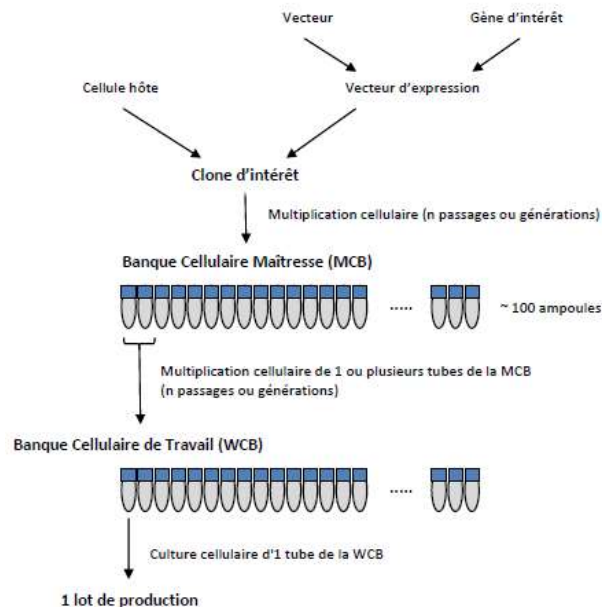 Vecteur
Gène d'intérêt
Cellule hôte
Vecteur d'expression
Clone d'intérêt
Multiplication cellulaire (n passages ou générations)
Banque Cellulaire Maîtresse (MCB)
.....
~ 100 ampoules
Multiplication cellulaire de 1 ou plusieurs tubes de la MCB
(n passages ou générations)
Banque Cellulaire de Travail (WCB)
.....
Culture cellulaire d'1 tube de la WCB
1 lot de production